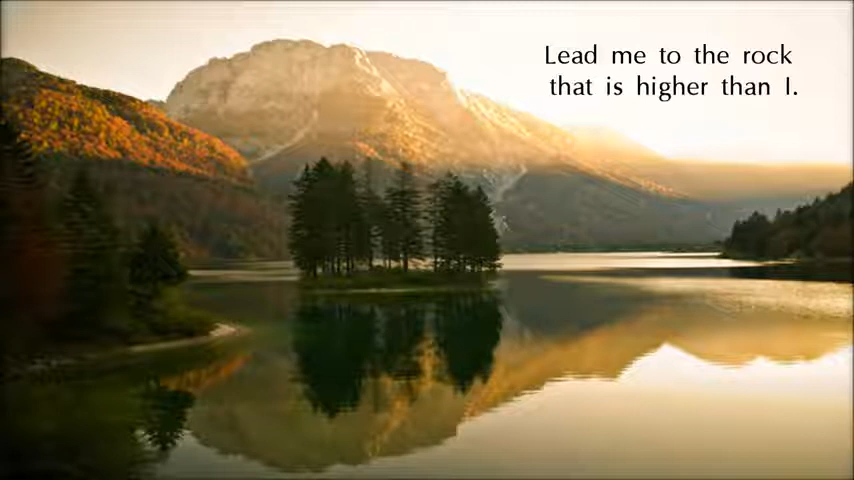 Lead me to the rock
that is higher than I.